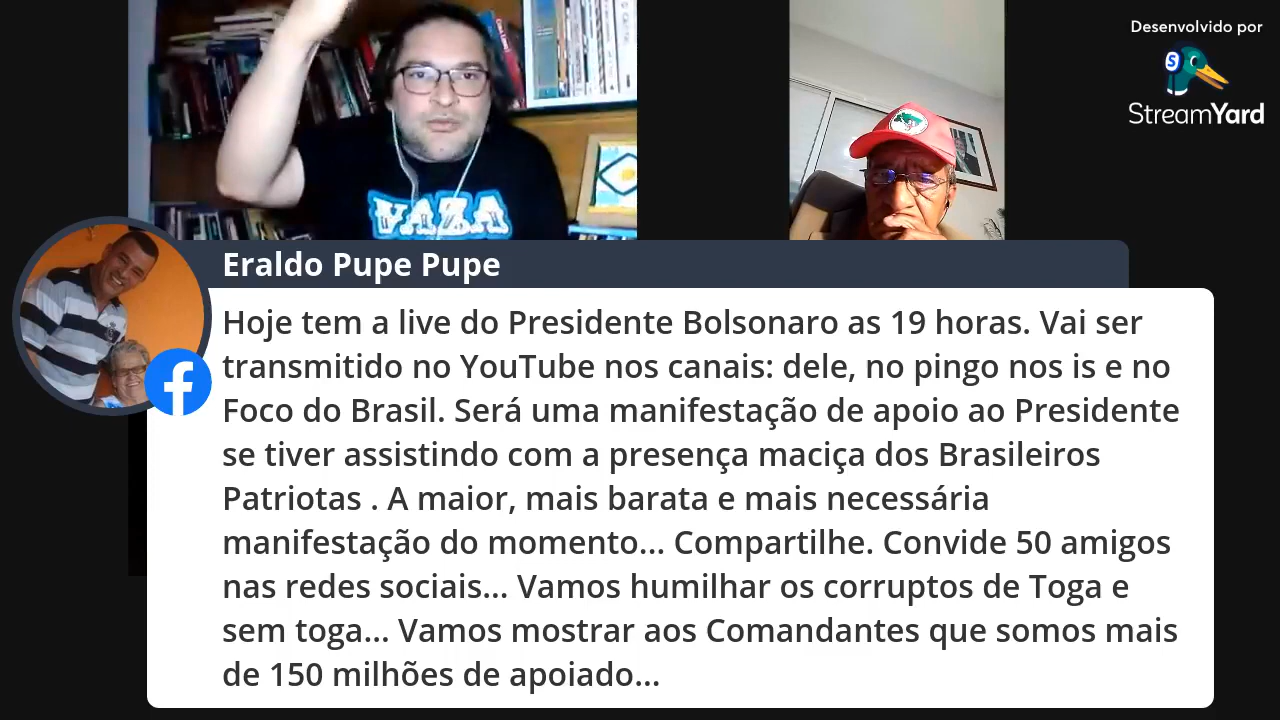 Desenvolvido por
StreamYard
VAZA
Eraldo Pupe Pupe
Hoje tem a live do Presidente Bolsonaro as 19 horas. Vai ser
transmitido no YouTube nos canais: dele, no pingo nos is e no
Foco do Brasil. Será uma manifestação de apoio ao Presidente
se tiver assistindo com a presença maciça dos Brasileiros
Patriotas . A maior, mais barata e mais necessária
manifestação do momento... Compartilhe. Convide 50 amigos
nas redes sociais... Vamos humilhar os corruptos de Toga e
sem toga... Vamos mostrar aos Comandantes que somos mais
de 150 milhões de apoiado...